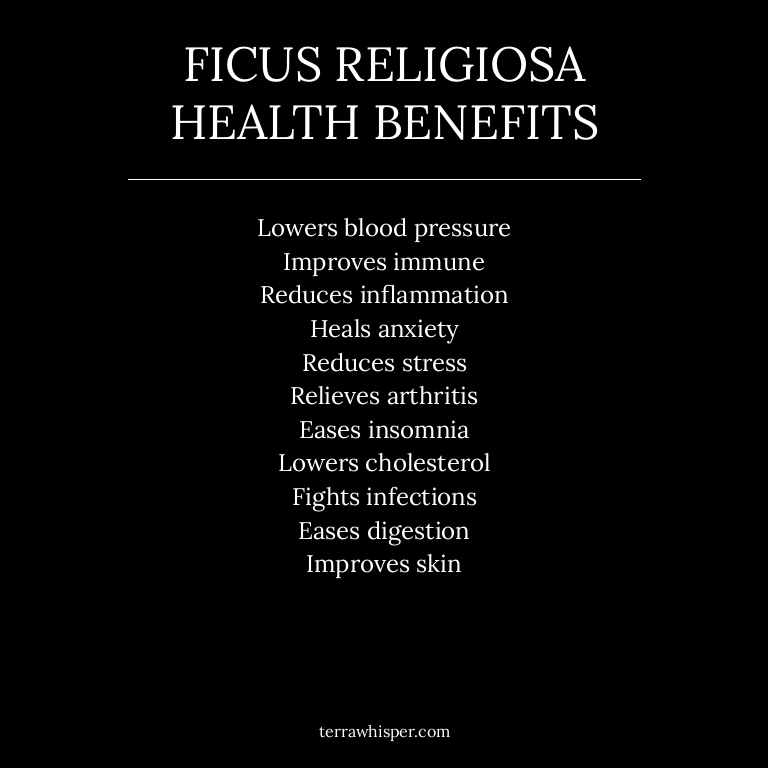 FICUS RELIGIOSA
HEALTH BENEFITS
Lowers blood pressure
Improves immune
Reduces inflammation
Heals anxiety
Reduces stress
Relieves arthritis
Eases insomnia
Lowers cholesterol
Fights infections
Eases digestion
Improves skin
terrawhisper.com